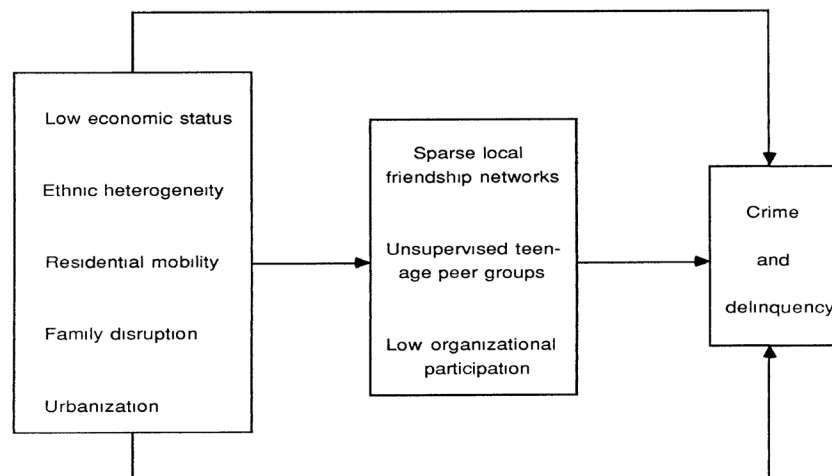 Low economic status
Ethnic heterogeneity
Residential mobility
Family disruption
Urbanization
Sparse local
friendship networks
Unsupervised teen-
age peer groups
Low organizational
participation
Crime
and
delinquency